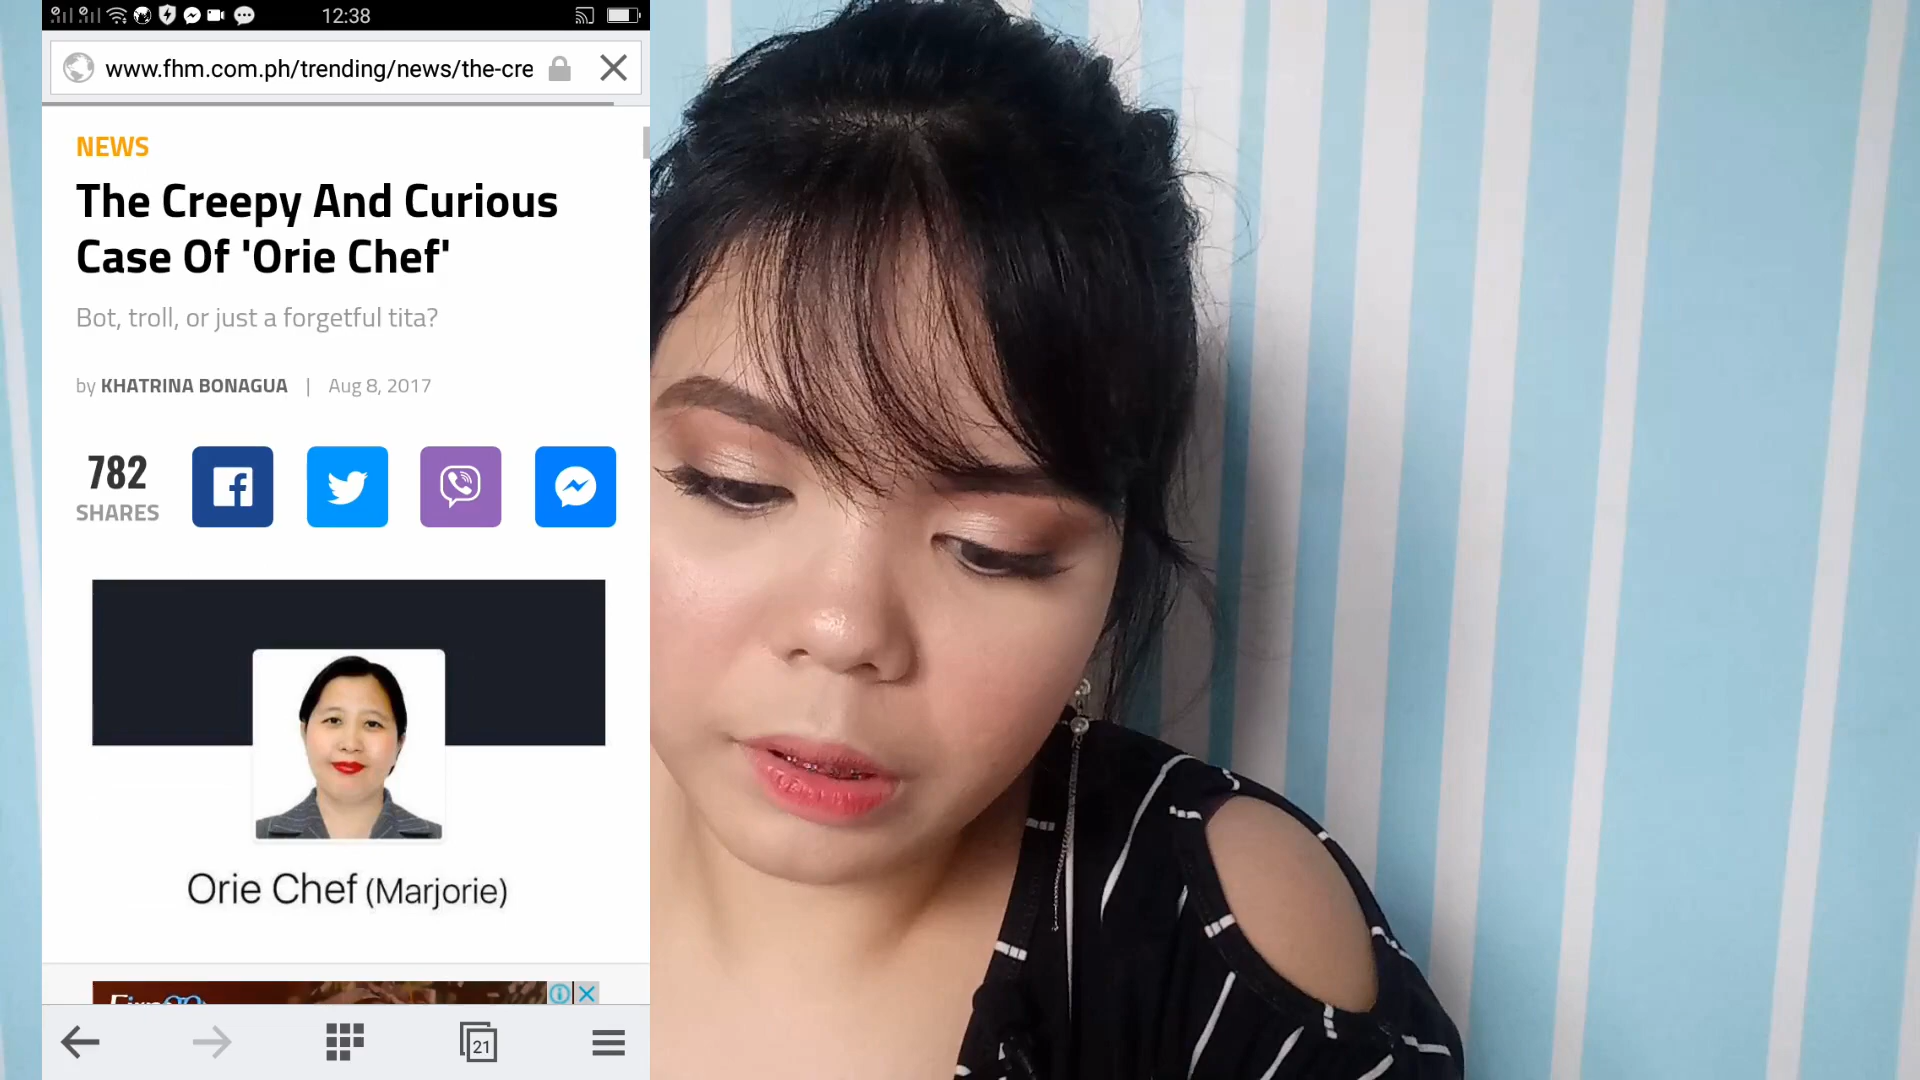 12:38
www.fhm.com.ph/trending/news/the-cre
NEWS
The Creepy And Curious
Case Of 'Orie Chef'
Bot, troll, or just a forgetful tita?
by KHATRINA BONAGUA | Aug 8, 2017
782
SHARES
Orie Chef (Marjorie)
21